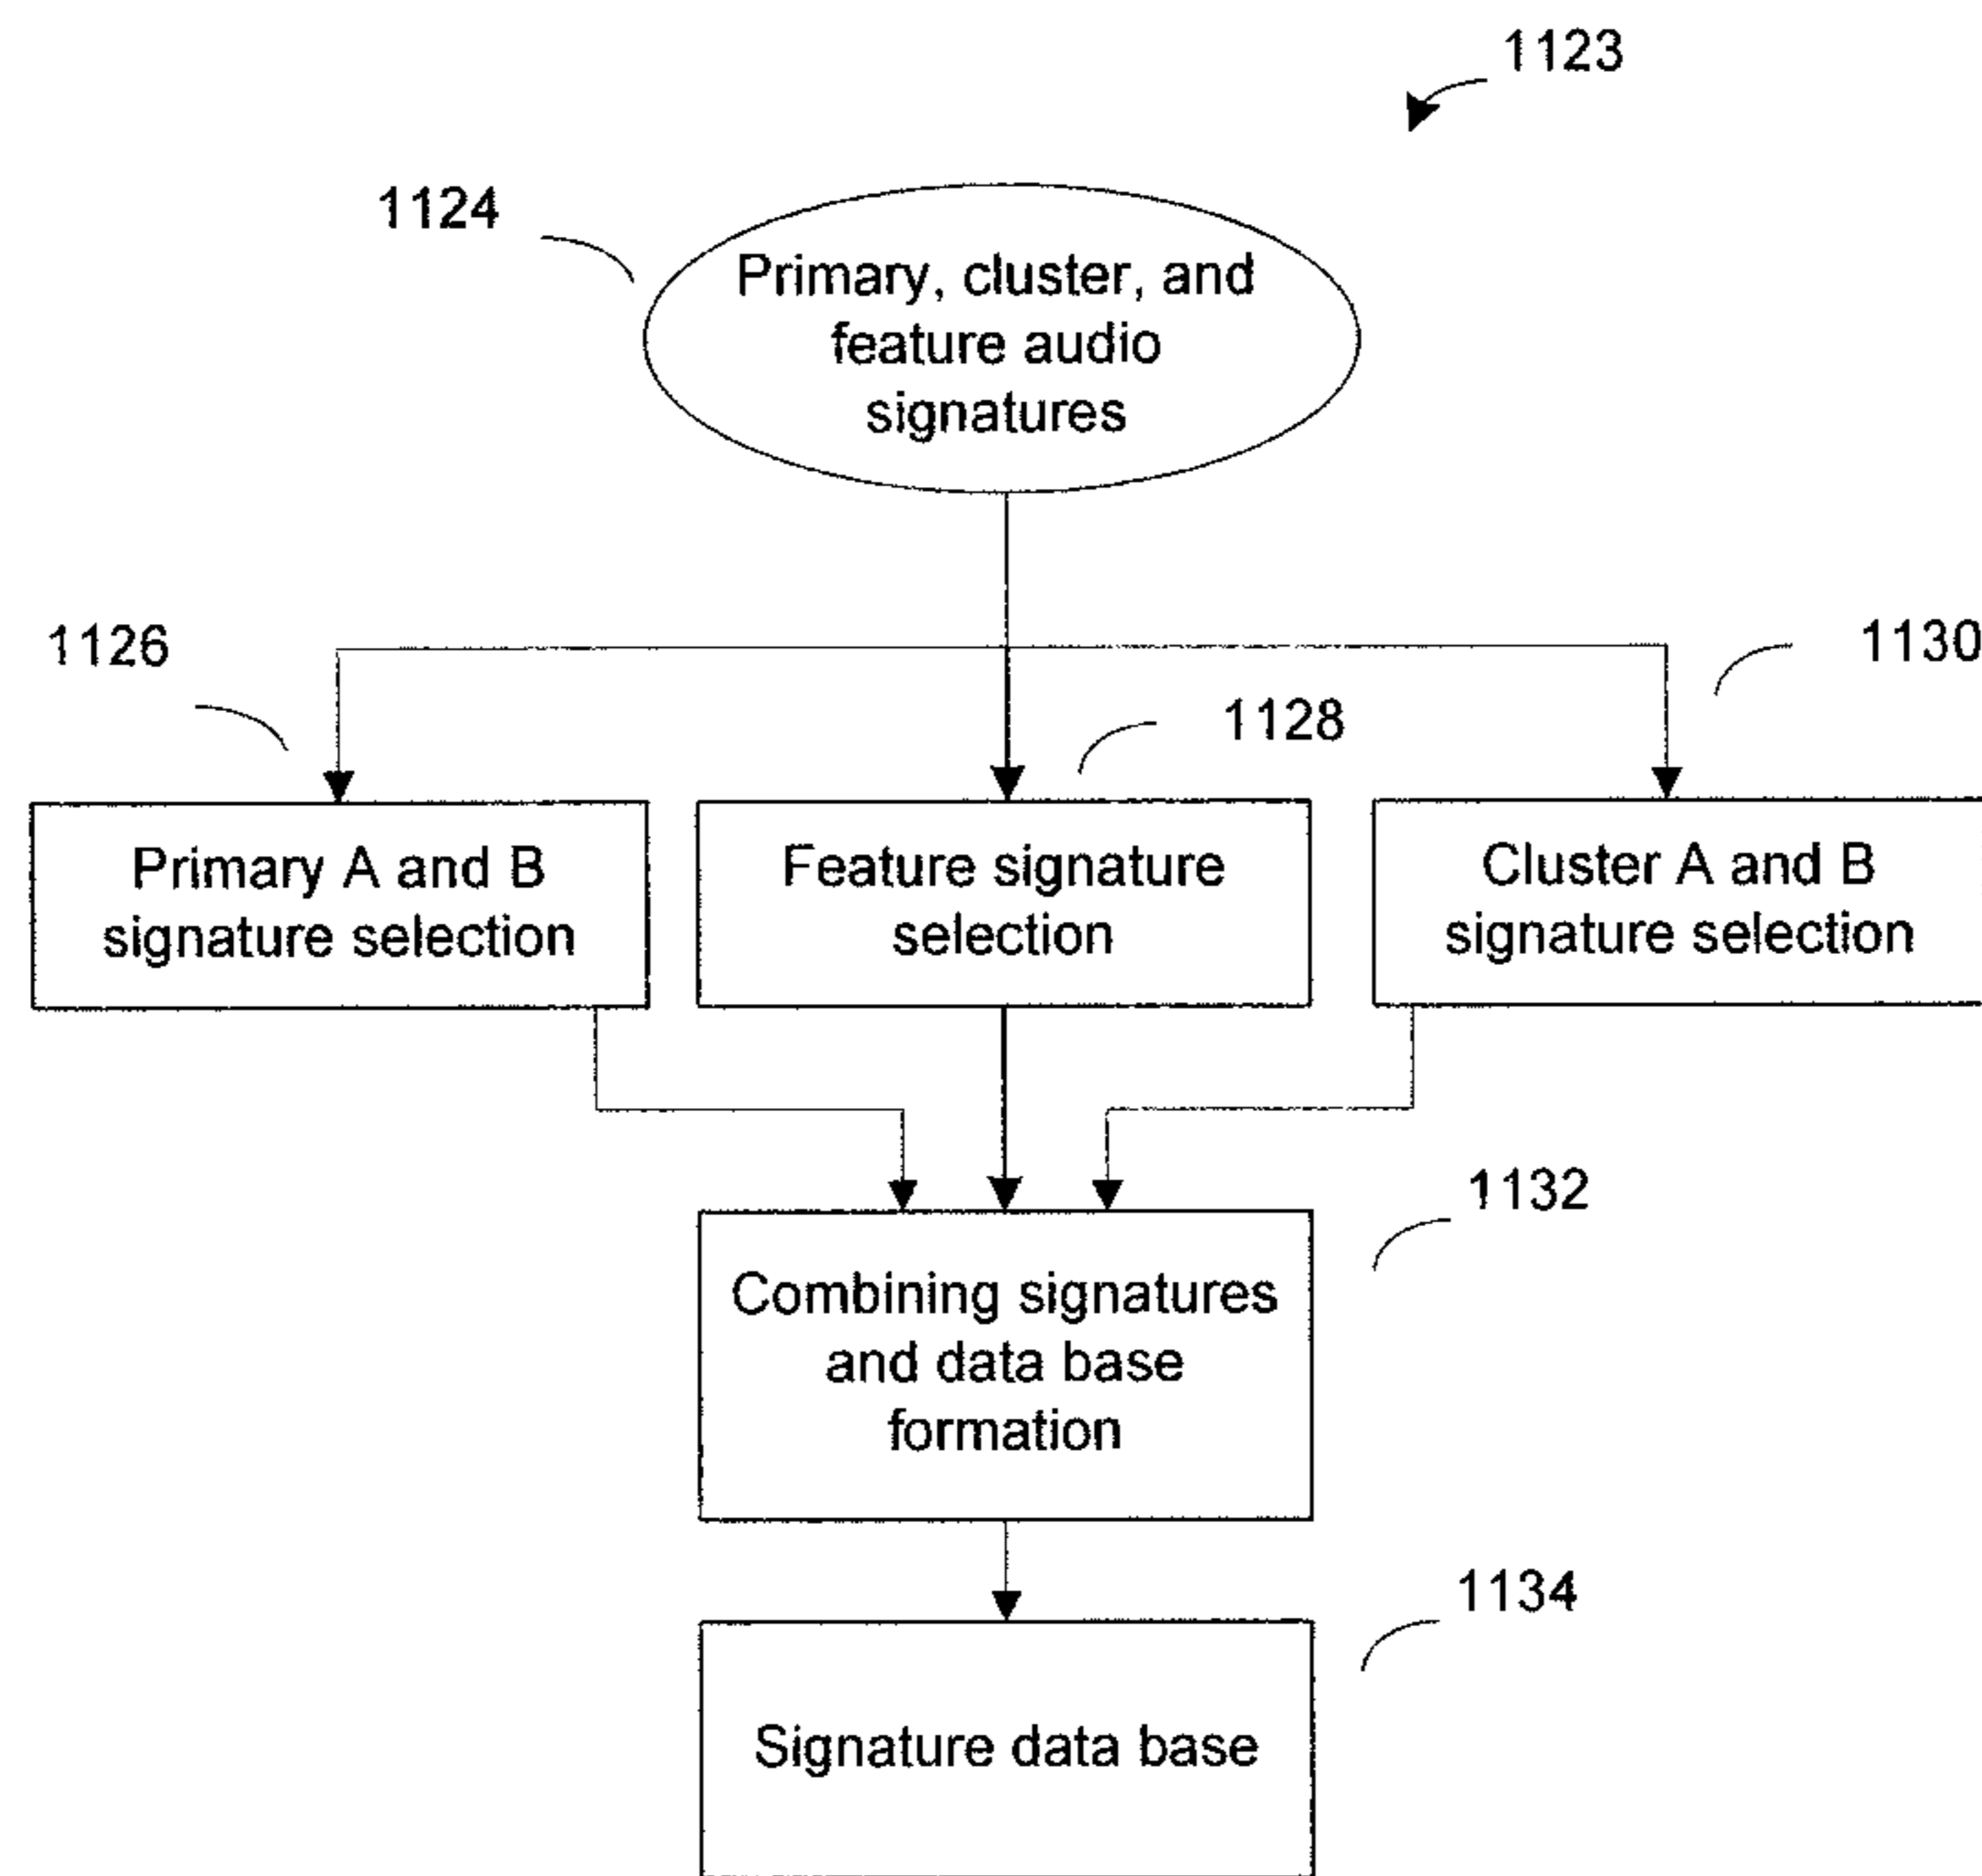 1123
1124
Primary, cluster, and
feature audio
signatures
1126
1130
1128
Primary A and B
signature selection
Feature signature
selection
Cluster A and B
signature selection
1132
Combining signatures
and data base
formation
1134
Signature data base